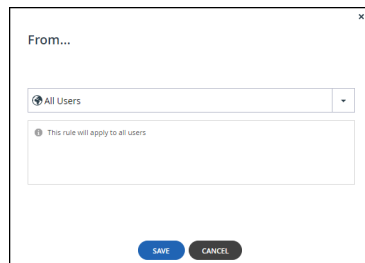 From...
All Users
This rule will apply to all users
SAVE CANCEL